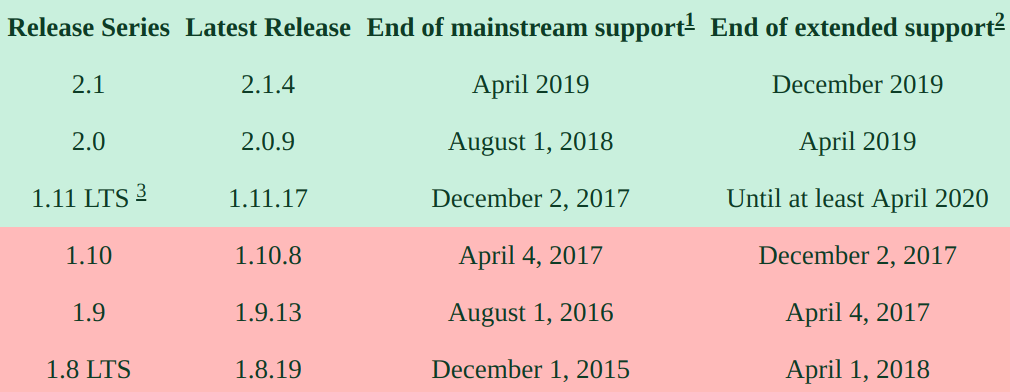 Release Series Latest Release End of mainstream support1 End of extended support2
2.1 2.1.4 April 2019 December 2019
2.0 2.0.9 August 1, 2018 April 2019
1.11 LTS 3 1.11.17 December 2, 2017 Until at least April 2020
1.10 1.10.8 April 4, 2017 December 2, 2017
1.9 1.9.13 August 1, 2016 April 4, 2017
1.8 LTS 1.8.19 December 1, 2015 April 1, 2018